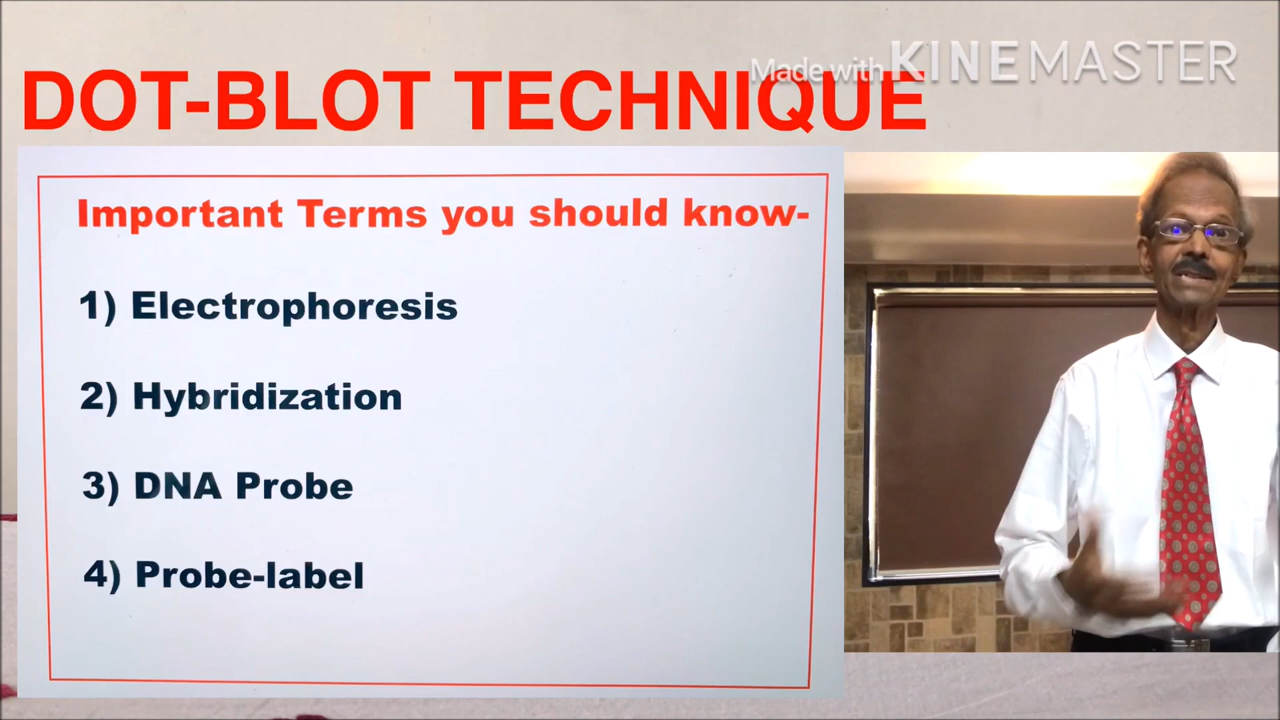 Made with KINEMASTER
DOT-BLOT TECHNIQUE
Important Terms you should know-
1) Electrophoresis
2) Hybridization
3) DNA Probe
4) Probe-label